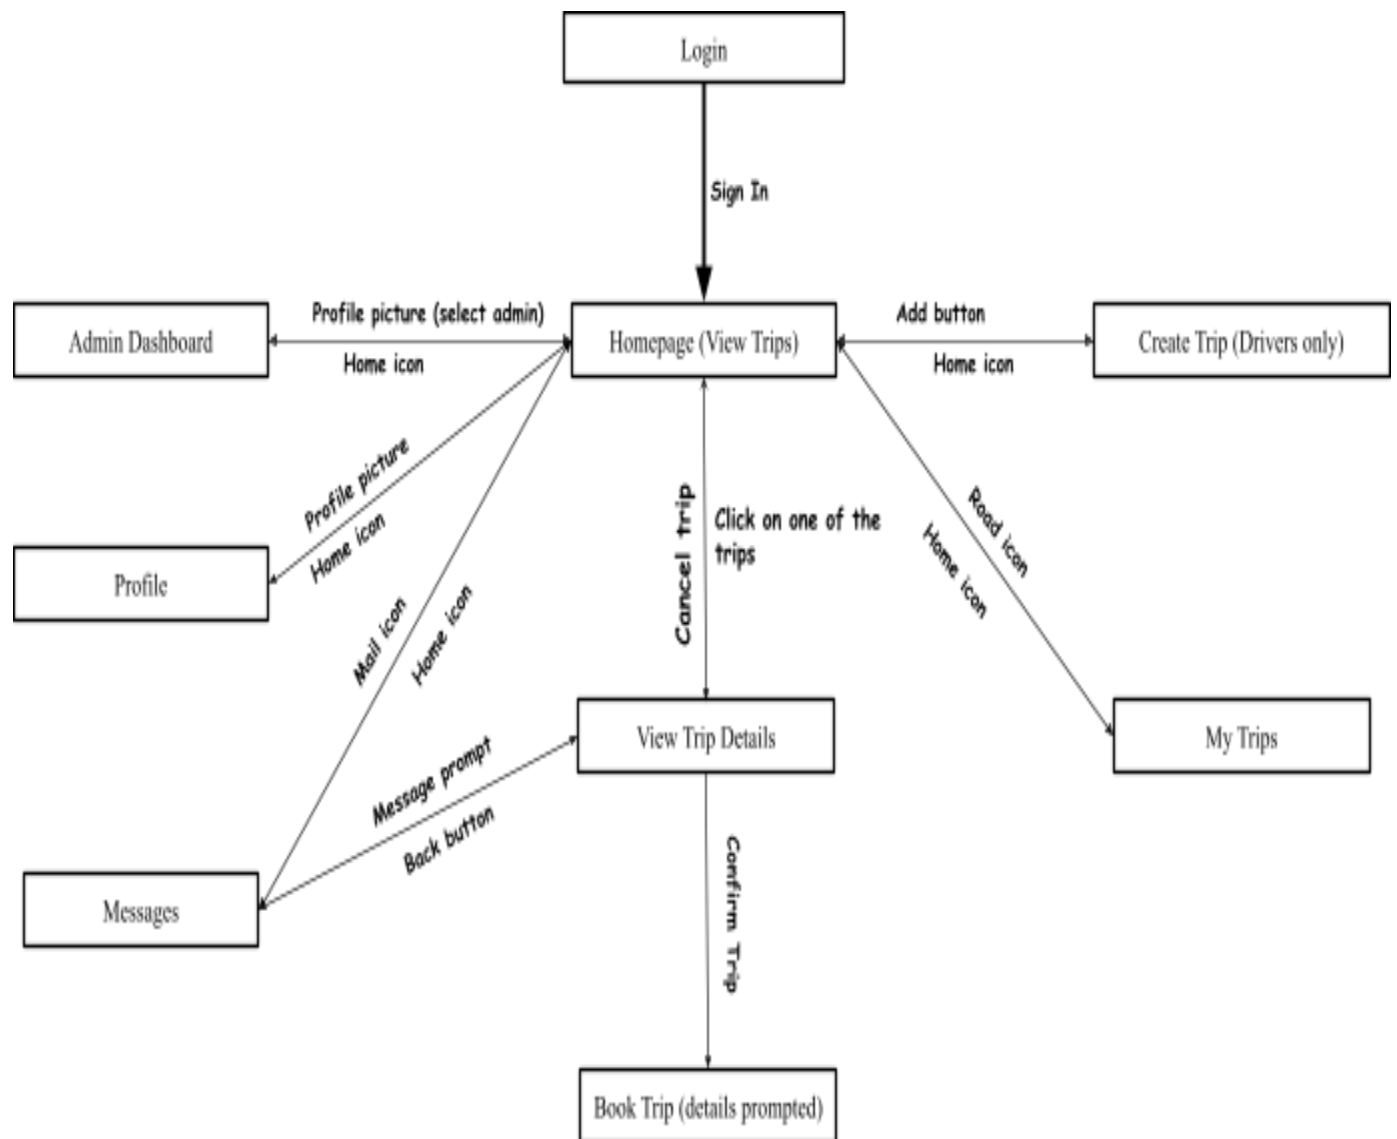 Login
Sign In
Admin Dashboard
Profile picture (select admin)
Home icon
Homepage (View Trips)
Add button
Home icon
Create Trip (Drivers only)
Profile picture
Home icon
Profile
Mail icon
Home icon
Cancel trip
Click on one of the
trips
Road icon
Home icon
View Trip Details
My Trips
Message prompt
Back button
Messages
Confirm Trip
Book Trip (details prompted)